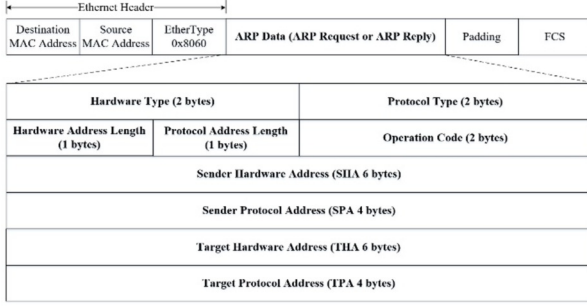 Ethernet Header
Destination MAC Address
Source MAC Address
EtherType 0x8060
ARP Data (ARP Request or ARP Reply)
Padding
FCS
Hardware Type (2 bytes)
Protocol Type (2 bytes)
Hardware Address Length (1 bytes)
Protocol Address Length (1 bytes)
Operation Code (2 bytes)
Sender Hardware Address (SHA 6 bytes)
Sender Protocol Address (SPA 4 bytes)
Target Hardware Address (THA 6 bytes)
Target Protocol Address (TPA 4 bytes)